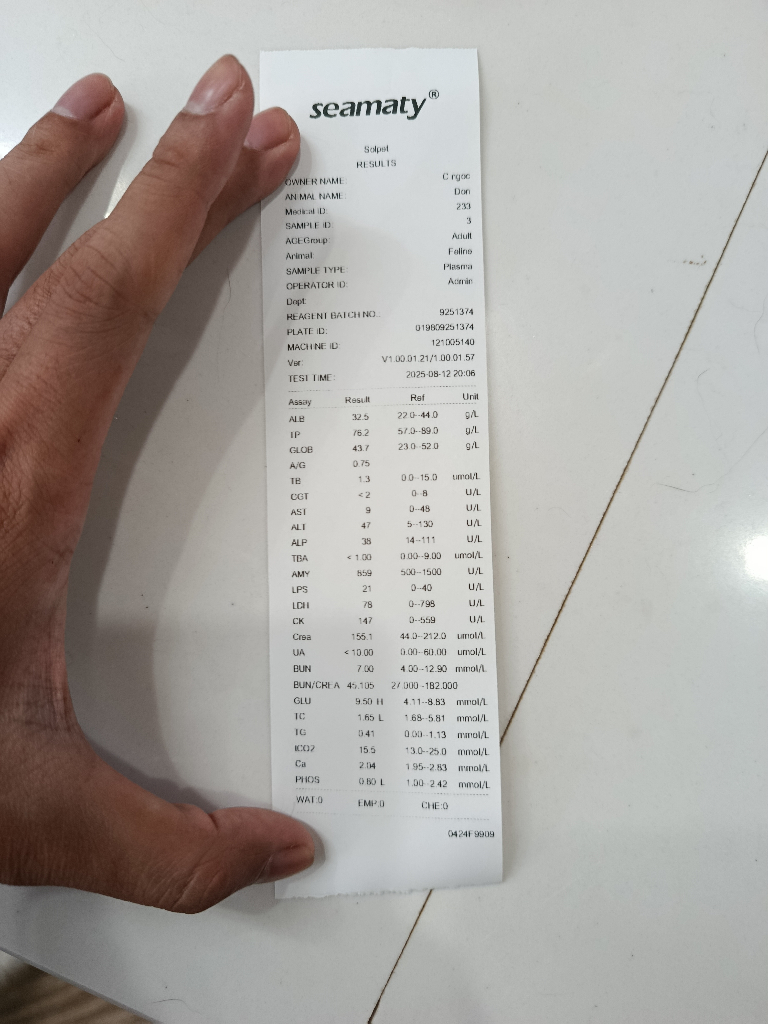 seamaty®
Solpet
RESULTS
OWNER NAME: C ngoc
ANIMAL NAME: Don
Medical ID: 233
SAMPLE ID: 3
AGEGroup Adult
Animal Feline
SAMPLE TYPE: Plasma
OPERATOR ID: Admin
Dept:
REAGENT BATCH NO.: 9251374
PLATE ID: 019809251374
MACHINE ID: 121005140
Ver: V1.00.01.21/1.00.01.57
TEST TIME: 2025-08-12 20:06
Assay Result Ref Unit
ALB 32.5 22.0--44.0 g/L
TP 76.2 57.0--89.0 g/L
GLOB 43.7 23.0--52.0 g/L
A/G 0.75
TB 1.3 0.0--15.0 umol/L
GGT <2 0--8 U/L
AST 9 0--48 U/L
ALT 47 5--130 U/L
ALP 38 14--111 U/L
TBA <1.00 0.00--9.00 umol/L
AMY 859 500--1500 U/L
LPS 21 0--40 U/L
LDH 78 0--798 U/L
CK 147 0--559 U/L
Crea 155.1 44.0--212.0 umol/L
UA <10.00 0.00--60.00 umol/L
BUN 7.00 4.00--12.90 mmol/L
BUN/CREA 45.105 27.000--182.000
GLU 9.50 H 4.11--8.83 mmol/L
TC 1.65 L 1.68--5.81 mmol/L
TG 0.41 0.00--1.13 mmol/L
tCO2 15.5 13.0--25.0 mmol/L
Ca 2.04 1.95--2.83 mmol/L
PHOS 0.80 L 1.00--2.42 mmol/L
WAT:0 EMP:0 CHE:0
0424F9909